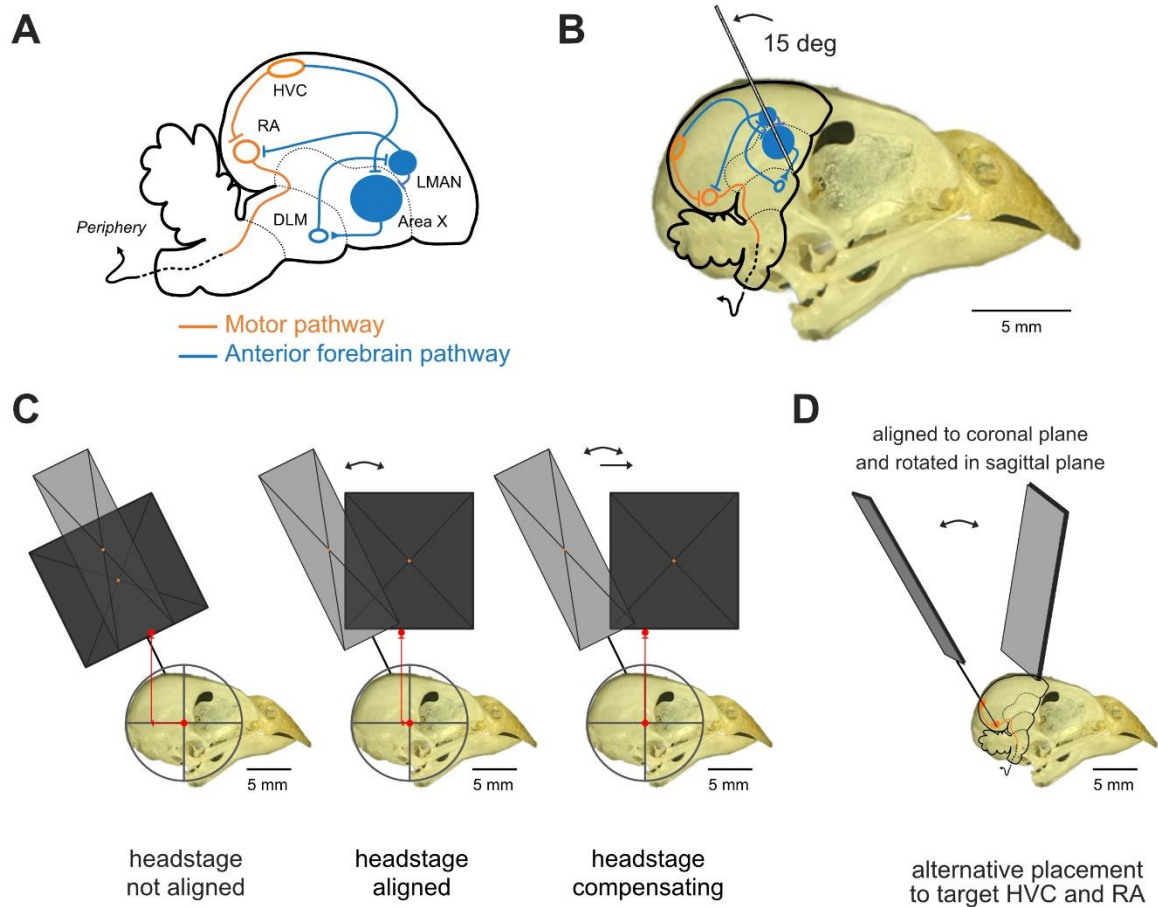 A
HVC
RA
LMAN
DLM
Area X
Periphery
Motor pathway
Anterior forebrain pathway
B
15 deg
5 mm
C
5 mm
5 mm
5 mm
headstage
not aligned
headstage
aligned
headstage
compensating
D
aligned to coronal plane
and rotated in sagittal plane
5 mm
alternative placement
to target HVC and RA